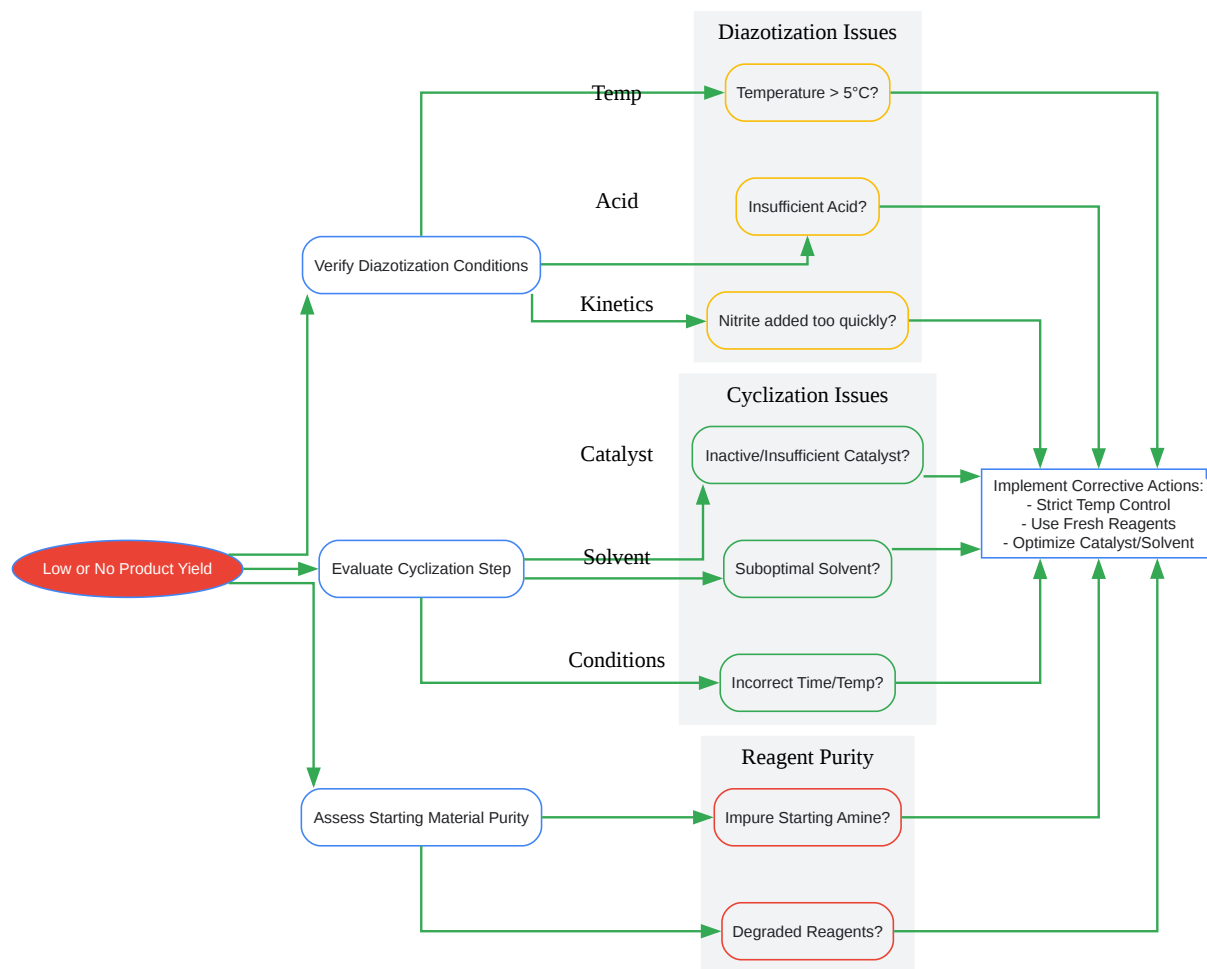 Diazotization Issues
Temp
Temperature > 5°C?
Acid
Insufficient Acid?
Verify Diazotization Conditions
Kinetics
Nitrite added too quickly?
Cyclization Issues
Catalyst
Inactive/Insufficient Catalyst?
Implement Corrective Actions:
- Strict Temp Control
- Use Fresh Reagents
- Optimize Catalyst/Solvent
Low or No Product Yield
Evaluate Cyclization Step
Solvent
Suboptimal Solvent?
Conditions
Incorrect Time/Temp?
Reagent Purity
Assess Starting Material Purity
Impure Starting Amine?
Degraded Reagents?